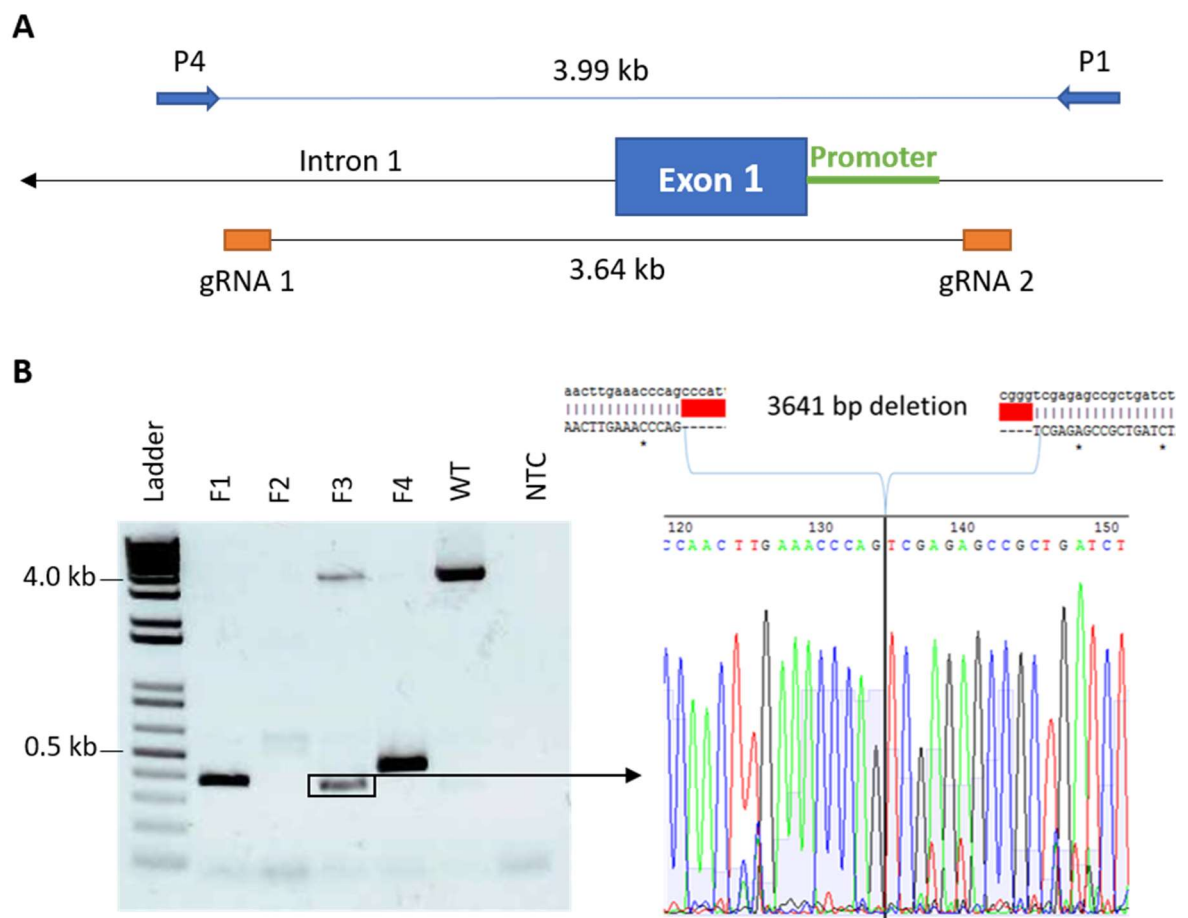 A
P4
3.99 kb
P1
Intron 1
Exon 1
Promoter
gRNA 1
3.64 kb
gRNA 2
B
Ladder
F1
F2
F3
F4
WT
NTC
4.0 kb
0.5 kb
aacttgaaacccagcccat
AACTTGAAACCCAG-----
*
3641 bp deletion
cgggtcgagagccgctgatct
----TCGAGAGCCGCTGATCT
* *
120 130 140 150
CCAACTTGAAACCCAGTCGAGAGCCGCTGATCT